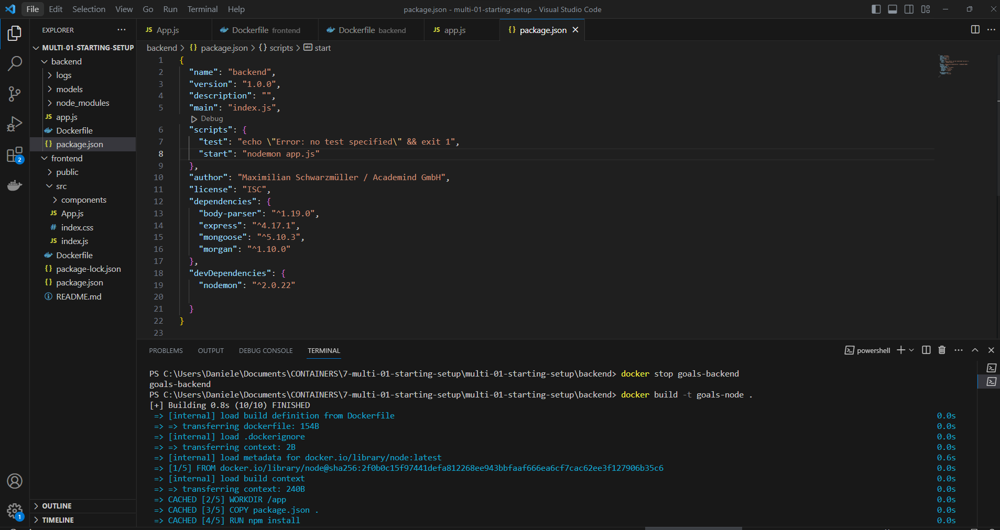 File Edit Selection View Go Run Terminal Help
package.json - multi-01-starting-setup - Visual Studio Code
EXPLORER
JS App.js
Dockerfile frontend
Dockerfile backend
JS app.js
{} package.json
MULTI-01-STARTING-SETUP
backend
logs
models
node_modules
JS app.js
Dockerfile
{} package.json
frontend
public
src
components
JS App.js
# index.css
JS index.js
Dockerfile
{} package-lock.json
{} package.json
README.md
OUTLINE
TIMELINE
2
1
backend > {} package.json > {} scripts > abc start
1 {
2 "name": "backend",
3 "version": "1.0.0",
4 "description": "",
5 "main": "index.js",
Debug
6 "scripts": {
7 "test": "echo \"Error: no test specified\" && exit 1",
8 "start": "nodemon app.js"
9 },
10 "author": "Maximilian Schwarzmüller / Academind GmbH",
11 "license": "ISC",
12 "dependencies": {
13 "body-parser": "^1.19.0",
14 "express": "^4.17.1",
15 "mongoose": "^5.10.3",
16 "morgan": "^1.10.0"
17 },
18 "devDependencies": {
19 "nodemon": "^2.0.22"
20
21 }
22 }
23
PROBLEMS OUTPUT DEBUG CONSOLE TERMINAL
powershell
PS C:\Users\Daniele\Documents\CONTAINERS\7-multi-01-starting-setup\multi-01-starting-setup\backend> docker stop goals-backend
goals-backend
PS C:\Users\Daniele\Documents\CONTAINERS\7-multi-01-starting-setup\multi-01-starting-setup\backend> docker build -t goals-node .
[+] Building 0.8s (10/10) FINISHED
=> [internal] load build definition from Dockerfile 0.0s
=> => transferring dockerfile: 154B 0.0s
=> [internal] load .dockerignore 0.0s
=> => transferring context: 2B 0.0s
=> [internal] load metadata for docker.io/library/node:latest 0.6s
=> [1/5] FROM docker.io/library/node@sha256:2f0b0c15f97441defa812268ee943bbfaaf666ea6cf7cac62ee3f127906b35c6 0.0s
=> [internal] load build context 0.0s
=> => transferring context: 240B 0.0s
=> CACHED [2/5] WORKDIR /app 0.0s
=> CACHED [3/5] COPY package.json . 0.0s
=> CACHED [4/5] RUN npm install 0.0s